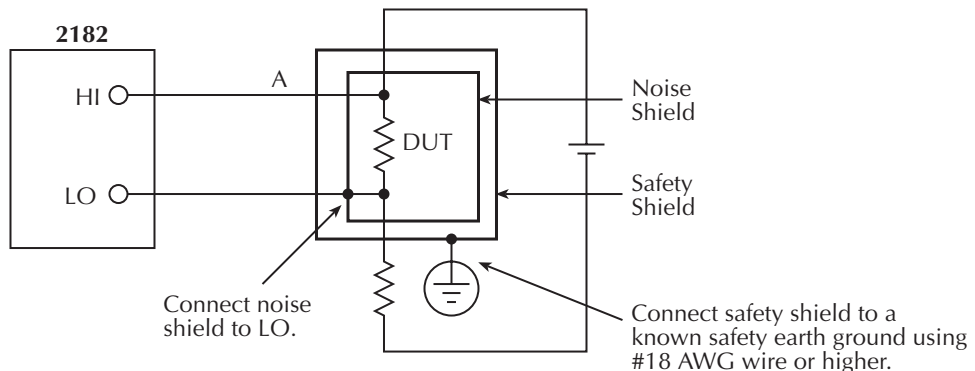 2182
A
HI
Noise
Shield
DUT
LO
Safety
Shield
Connect noise
shield to LO.
Connect safety shield to a
known safety earth ground using
#18 AWG wire or higher.